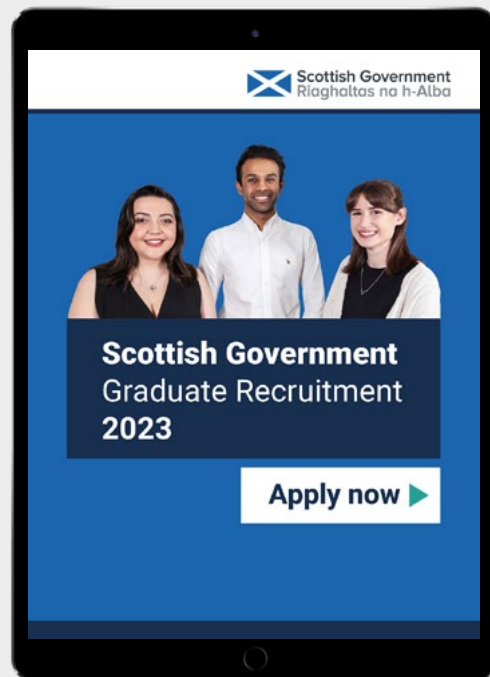 Scottish Government
Riaghaltas na h-Alba
Scottish Government
Graduate Recruitment
2023
Apply now